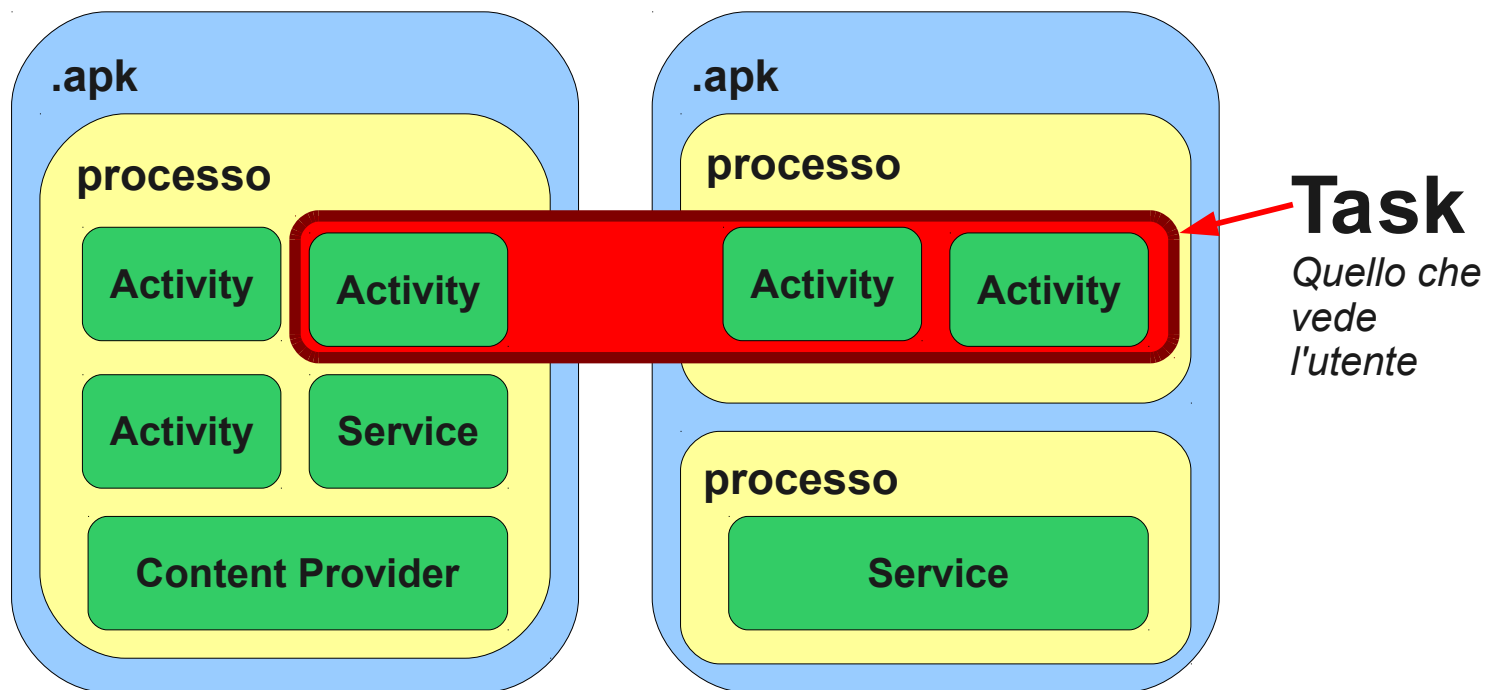 .apk
processo
Activity
Activity
Activity
Service
Content Provider
.apk
processo
Activity
Activity
processo
Service
Task
Quello che
vede
l'utente